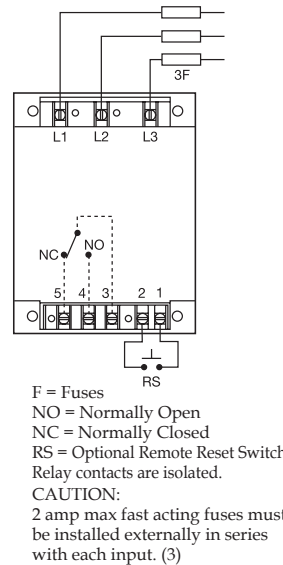 3F
L1 L2 L3
NC NO
5 4 3 2 1
RS
F = Fuses
NO = Normally Open
NC = Normally Closed
RS = Optional Remote Reset Switch
Relay contacts are isolated.
CAUTION:
2 amp max fast acting fuses must
be installed externally in series
with each input. (3)